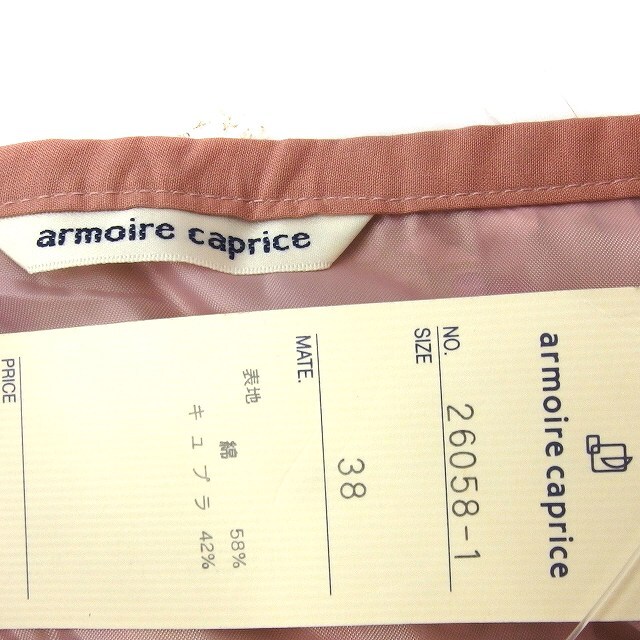 armoire caprice
armoire caprice
NO. 26058-1
SIZE
38
MATE.
表地 綿 58%
キュプラ 42%
PRICE